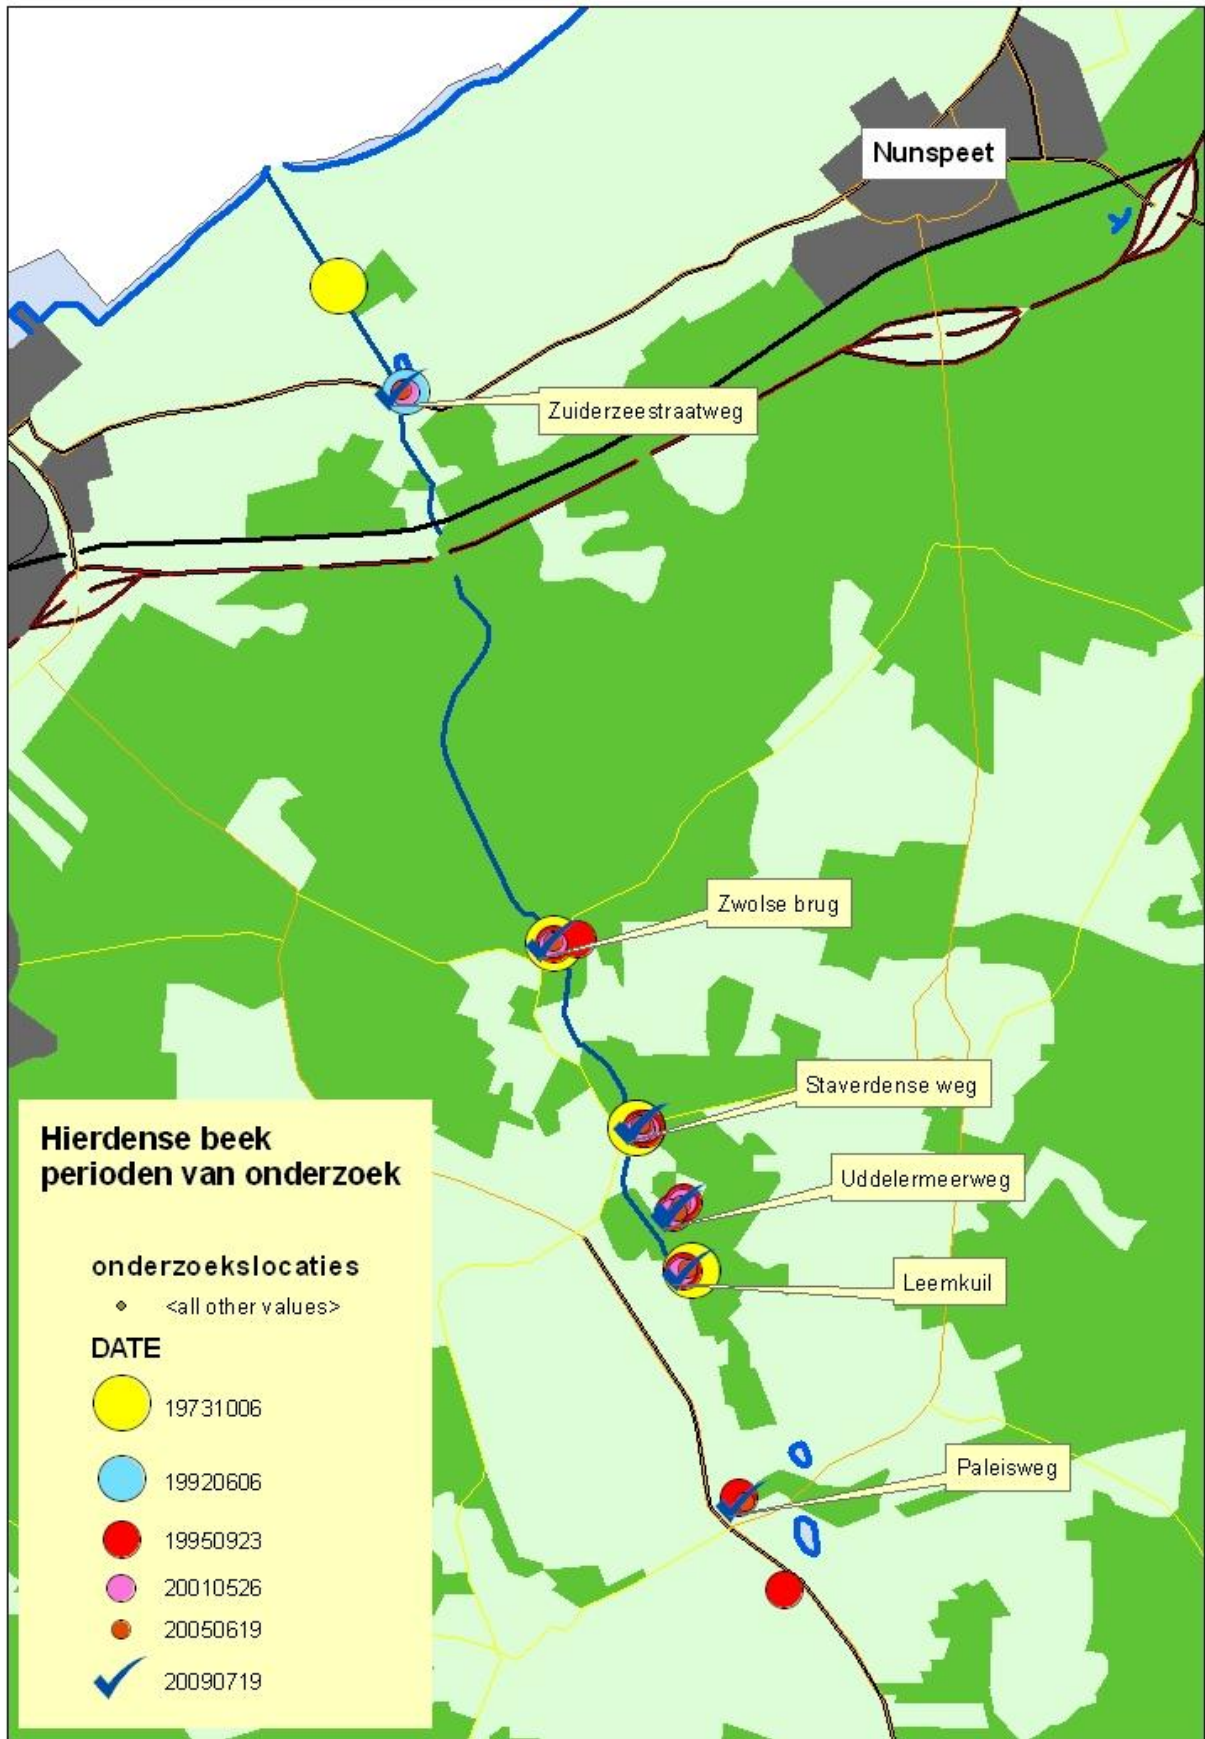 Nunspeet
Zuiderzeestraatweg
Zwolse brug
Staverdense weg
Uddelermeerweg
Leemkuil
Paleisweg
Hierdense beek
perioden van onderzoek
onderzoekslocaties
<all other values>
DATE
19731006
19920606
19950923
20010526
20050619
20090719